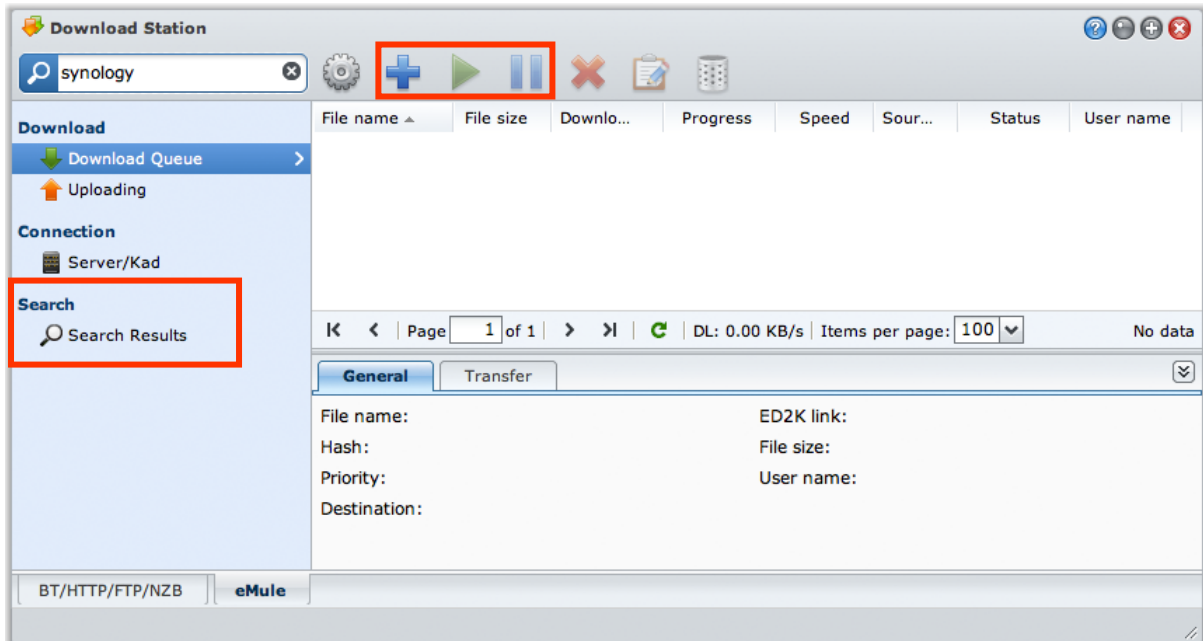 Download Station
synology
File name File size Downlo... Progress Speed Sour... Status User name
Download
Download Queue
Uploading
Connection
Server/Kad
Search
Search Results
Page 1 of 1 DL: 0.00 KB/s Items per page: 100 No data
General Transfer
File name: ED2K link:
Hash: File size:
Priority: User name:
Destination:
BT/HTTP/FTP/NZB eMule